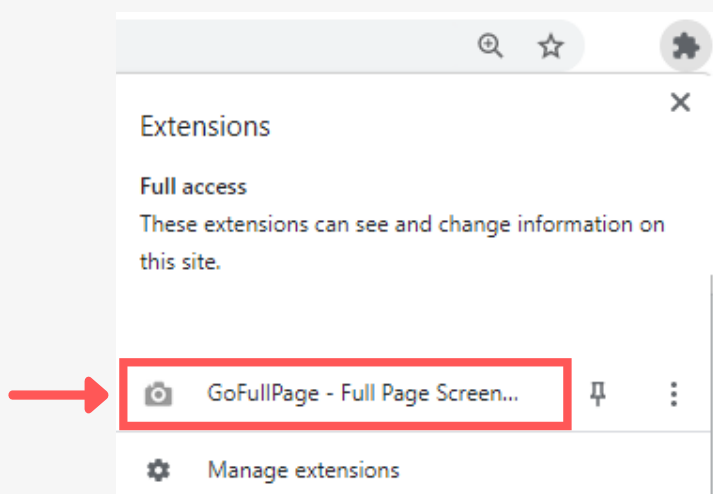 Extensions
Full access
These extensions can see and change information on
this site.
GoFullPage - Full Page Screen...
Manage extensions